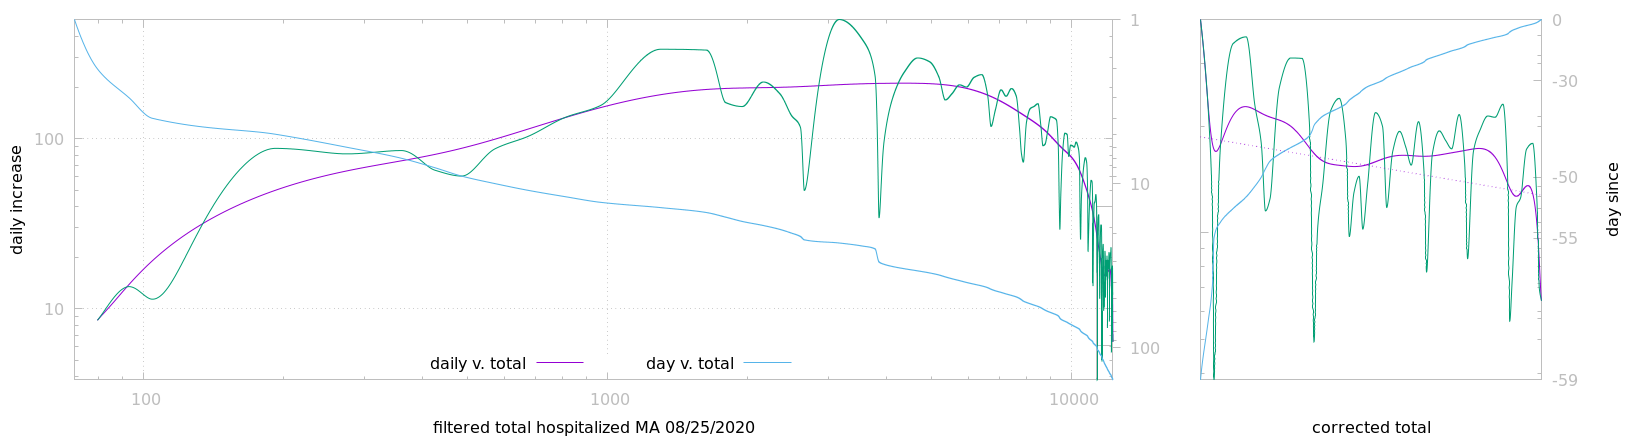 daily increase
100
10
daily v. total
day v. total
100
1000
10000
filtered total hospitalized MA 08/25/2020
1
10
100
0
-30
-50
-55
-59
day since
corrected total